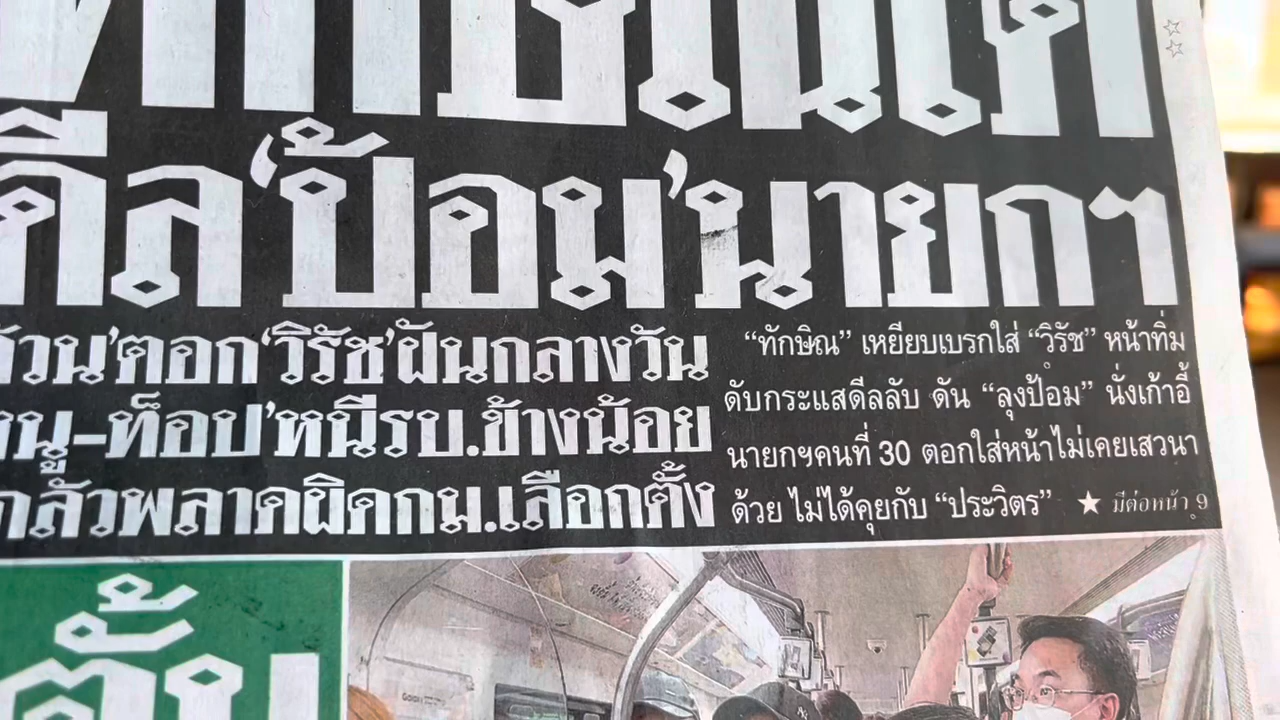 ดีล‘ป้อม’นายกฯ
ตอก‘วิรัช’ฝันกลางวัน
หนู-ท็อป’หนีรบ.ข้างน้อย
กลัวพลาดผิดกม.เลือกตั้ง
“ทักษิณ” เหยียบเบรกใส่ “วิรัช” หน้าทิ่ม
ดับกระแสดีลลับ ดัน “ลุงป้อม” นั่งเก้าอี้
นายกฯคนที่ 30 ตอกใส่หน้าไม่เคยเสวนา
ด้วย ไม่ได้คุยกับ “ประวิตร” ★ มีต่อหน้า 9